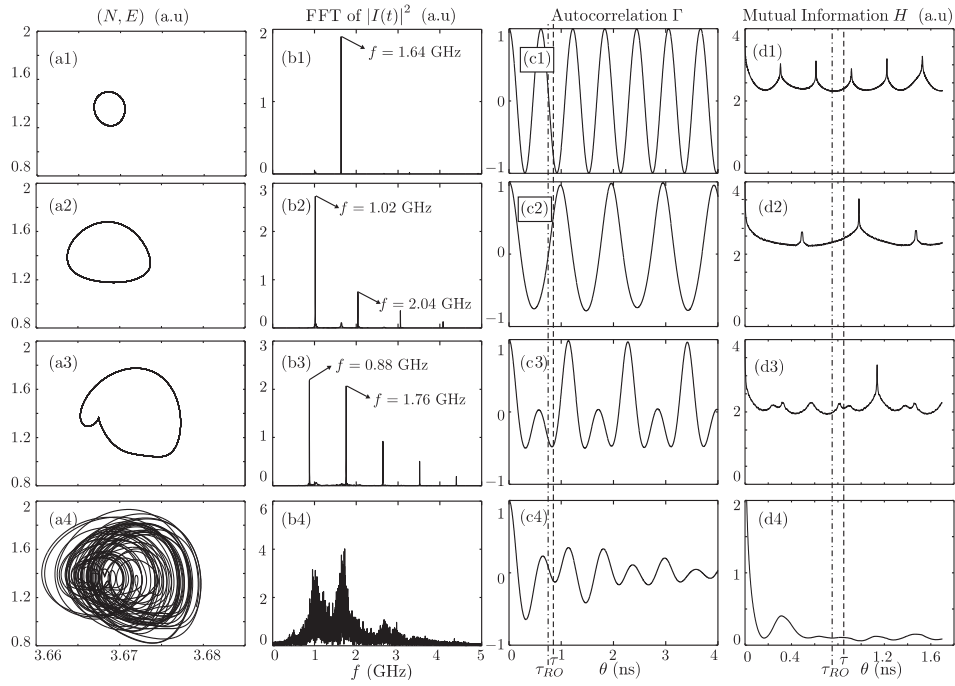 (N, E) (a.u) FFT of |I(t)|² (a.u) Autocorrelation Γ Mutual Information H (a.u)
2 2 1 4
(a1) (b1) (c1) (d1)
f = 1.64 GHz
1.6 2
1.2 1 0
0.8 0 −1 0
2 3 1 4
(a2) (b2) (c2) (d2)
f = 1.02 GHz
1.6 2 2
f = 2.04 GHz
1.2 1 0
0.8 0 −1 0
2 3 1 4
(a3) (b3) (c3) (d3)
f = 0.88 GHz
1.6 2 2
f = 1.76 GHz
1.2 1 0
0.8 0 −1 0
2 6 1 2
(a4) (b4) (c4) (d4)
1.6 4
1.2 2 0 1
0.8 0 −1 0
3.66 3.67 3.68 0 1 2 3 4 5 0 τ 1 2 3 4 0 0.4 τ 1.2 1.6
f (GHz) τRO θ (ns) τRO θ (ns)